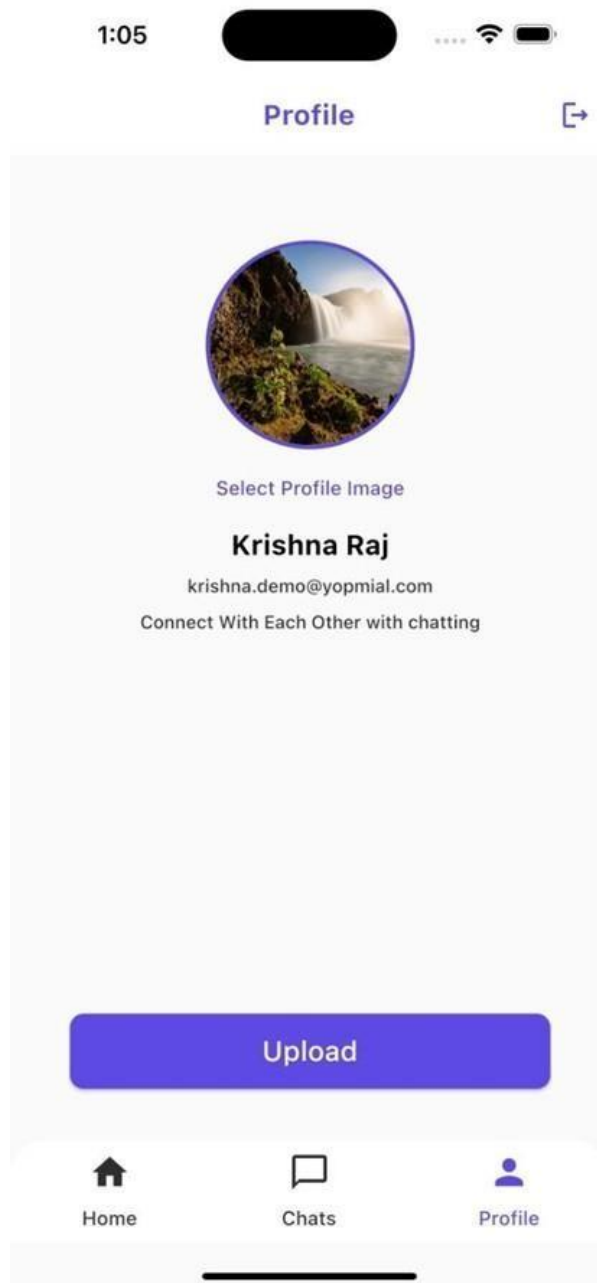 1:05
Profile
Select Profile Image
Krishna Raj
krishna.demo@yopmial.com
Connect With Each Other with chatting
Upload
Home Chats Profile